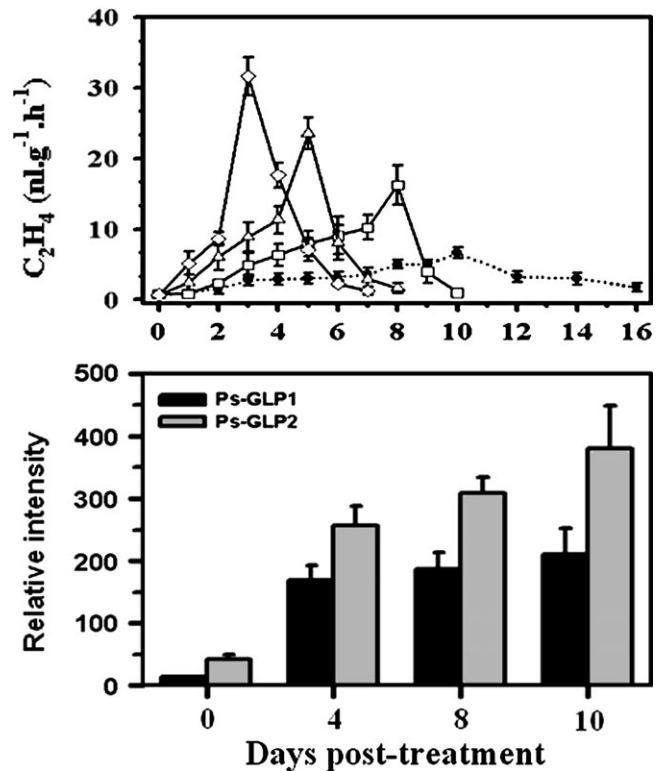 40
30
20
10
0
C₂H₄ (nl.g⁻¹.h⁻¹)
0 2 4 6 8 10 12 14 16
500
400
300
200
100
0
Relative intensity
Ps-GLP1
Ps-GLP2
0 4 8 10
Days post-treatment